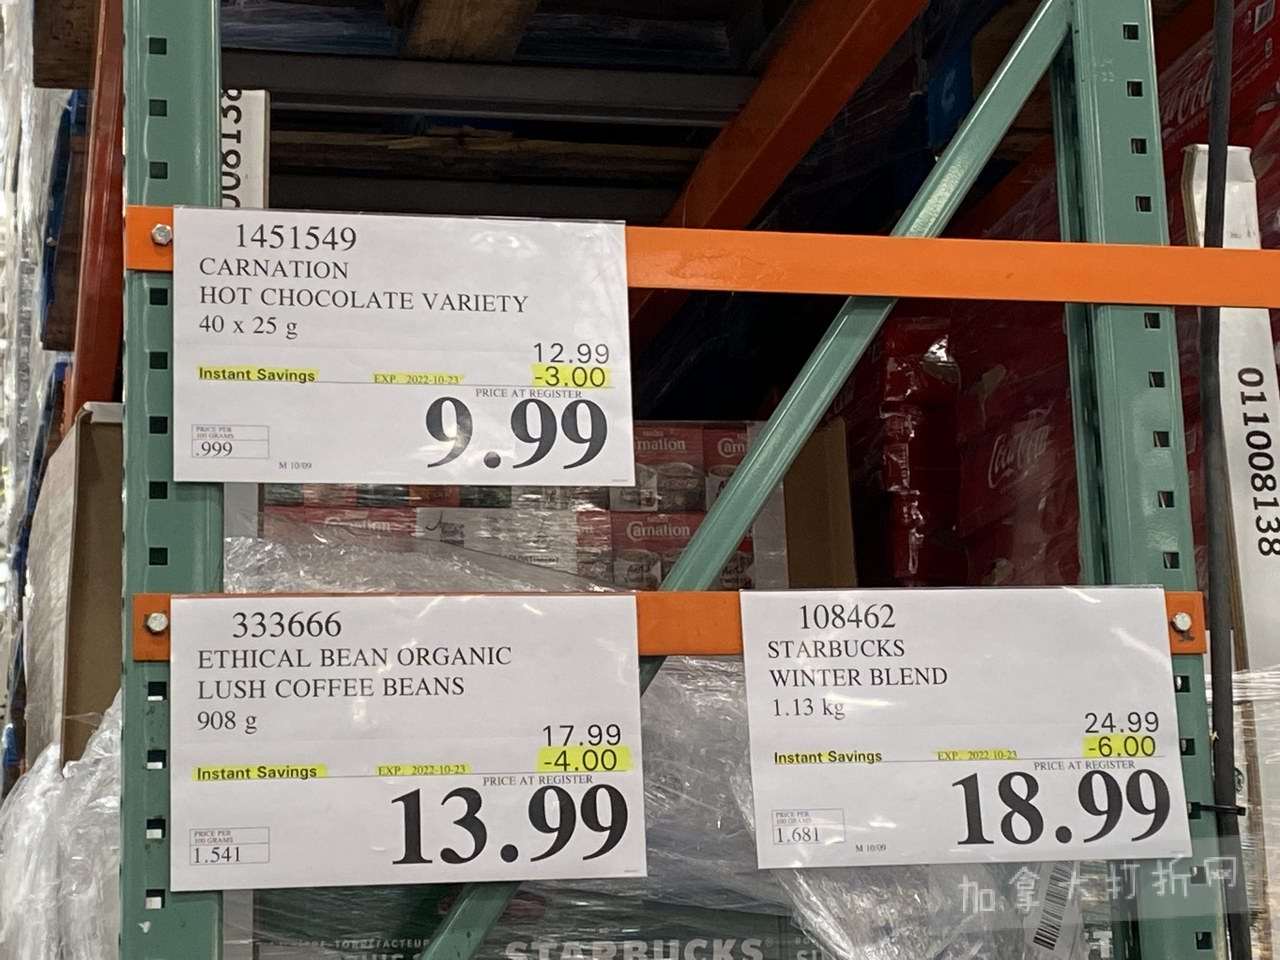 1451549
CARNATION
HOT CHOCOLATE VARIETY
40 x 25 g
12.99
Instant Savings EXP. 2022-10-23 -3.00
PRICE AT REGISTER
9.99
PRICE PER
100 GRAMS
.999
M 10/09
333666
ETHICAL BEAN ORGANIC
LUSH COFFEE BEANS
908 g
17.99
Instant Savings EXP. 2022-10-23 -4.00
PRICE AT REGISTER
13.99
PRICE PER
100 GRAMS
1.541
108462
STARBUCKS
WINTER BLEND
1.13 kg
24.99
Instant Savings EXP. 2022-10-23 -6.00
PRICE AT REGISTER
18.99
PRICE PER
100 GRAMS
1.681
M 10/09
011008138
Coca-Cola
Carnation
STARBUCKS
加拿大打折网